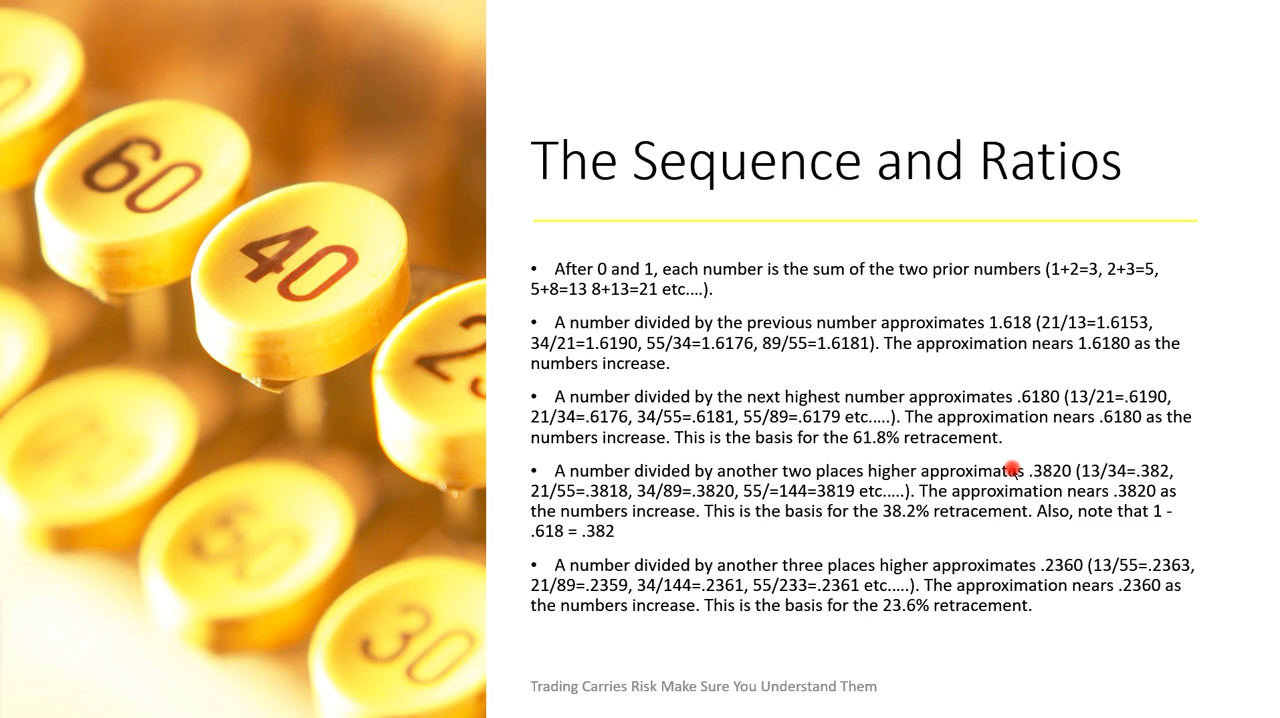 60
40
30
The Sequence and Ratios
• After 0 and 1, each number is the sum of the two prior numbers (1+2=3, 2+3=5,
5+8=13 8+13=21 etc....).
• A number divided by the previous number approximates 1.618 (21/13=1.6153,
34/21=1.6190, 55/34=1.6176, 89/55=1.6181). The approximation nears 1.6180 as the
numbers increase.
• A number divided by the next highest number approximates .6180 (13/21=.6190,
21/34=.6176, 34/55=.6181, 55/89=.6179 etc.....). The approximation nears .6180 as the
numbers increase. This is the basis for the 61.8% retracement.
• A number divided by another two places higher approximates .3820 (13/34=.382,
21/55=.3818, 34/89=.3820, 55/=144=3819 etc.....). The approximation nears .3820 as
the numbers increase. This is the basis for the 38.2% retracement. Also, note that 1 -
.618 = .382
• A number divided by another three places higher approximates .2360 (13/55=.2363,
21/89=.2359, 34/144=.2361, 55/233=.2361 etc.....). The approximation nears .2360 as
the numbers increase. This is the basis for the 23.6% retracement.
Trading Carries Risk Make Sure You Understand Them